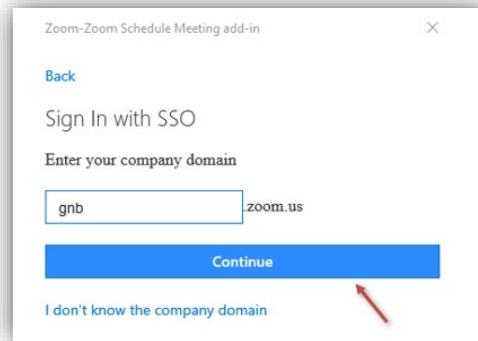 Zoom-Zoom Schedule Meeting add-in
Back
Sign In with SSO
Enter your company domain
gnb .zoom.us
Continue
I don't know the company domain